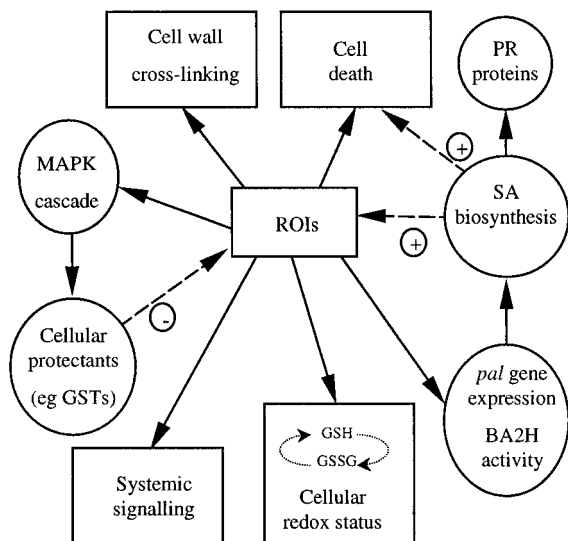 Cell wall
cross-linking
Cell
death
PR
proteins
MAPK
cascade
+
SA
biosynthesis
ROIs
+
-
Cellular
protectants
(eg GSTs)
pal gene
expression
BA2H
activity
GSH
GSSG
Cellular
redox status
Systemic
signalling